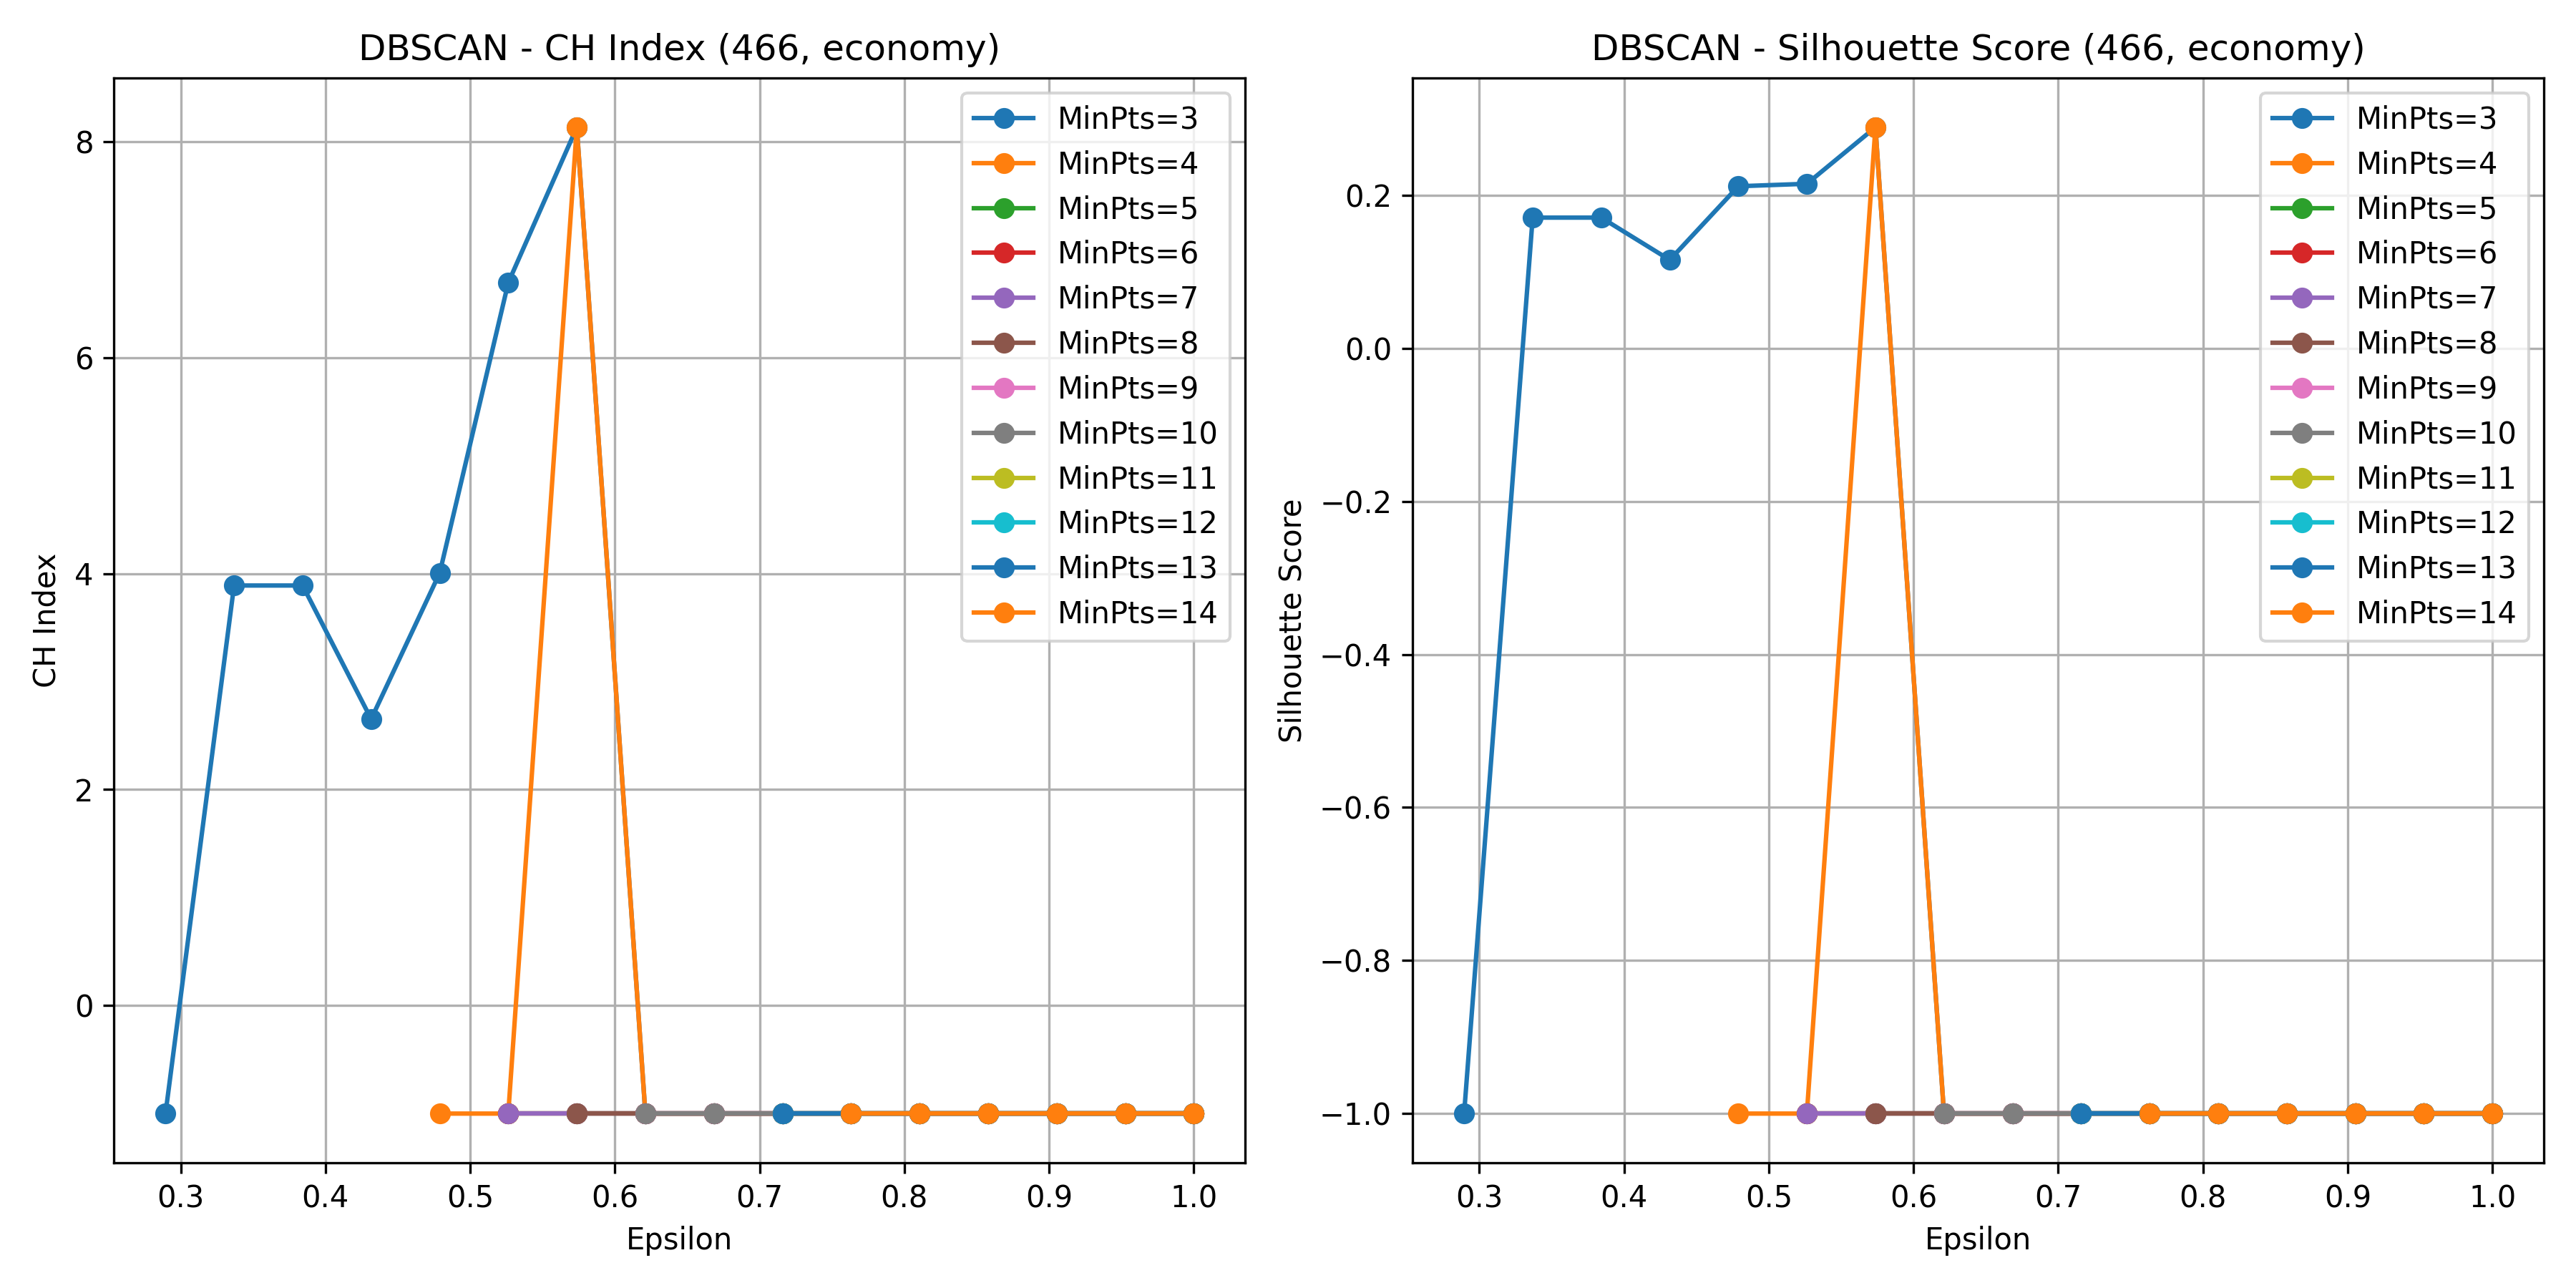 DBSCAN - CH Index (466, economy)
8
6
4
2
0
CH Index
0.3 0.4 0.5 0.6 0.7 0.8 0.9 1.0
Epsilon
MinPts=3
MinPts=4
MinPts=5
MinPts=6
MinPts=7
MinPts=8
MinPts=9
MinPts=10
MinPts=11
MinPts=12
MinPts=13
MinPts=14
DBSCAN - Silhouette Score (466, economy)
0.2
0.0
−0.2
−0.4
−0.6
−0.8
−1.0
Silhouette Score
0.3 0.4 0.5 0.6 0.7 0.8 0.9 1.0
Epsilon
MinPts=3
MinPts=4
MinPts=5
MinPts=6
MinPts=7
MinPts=8
MinPts=9
MinPts=10
MinPts=11
MinPts=12
MinPts=13
MinPts=14